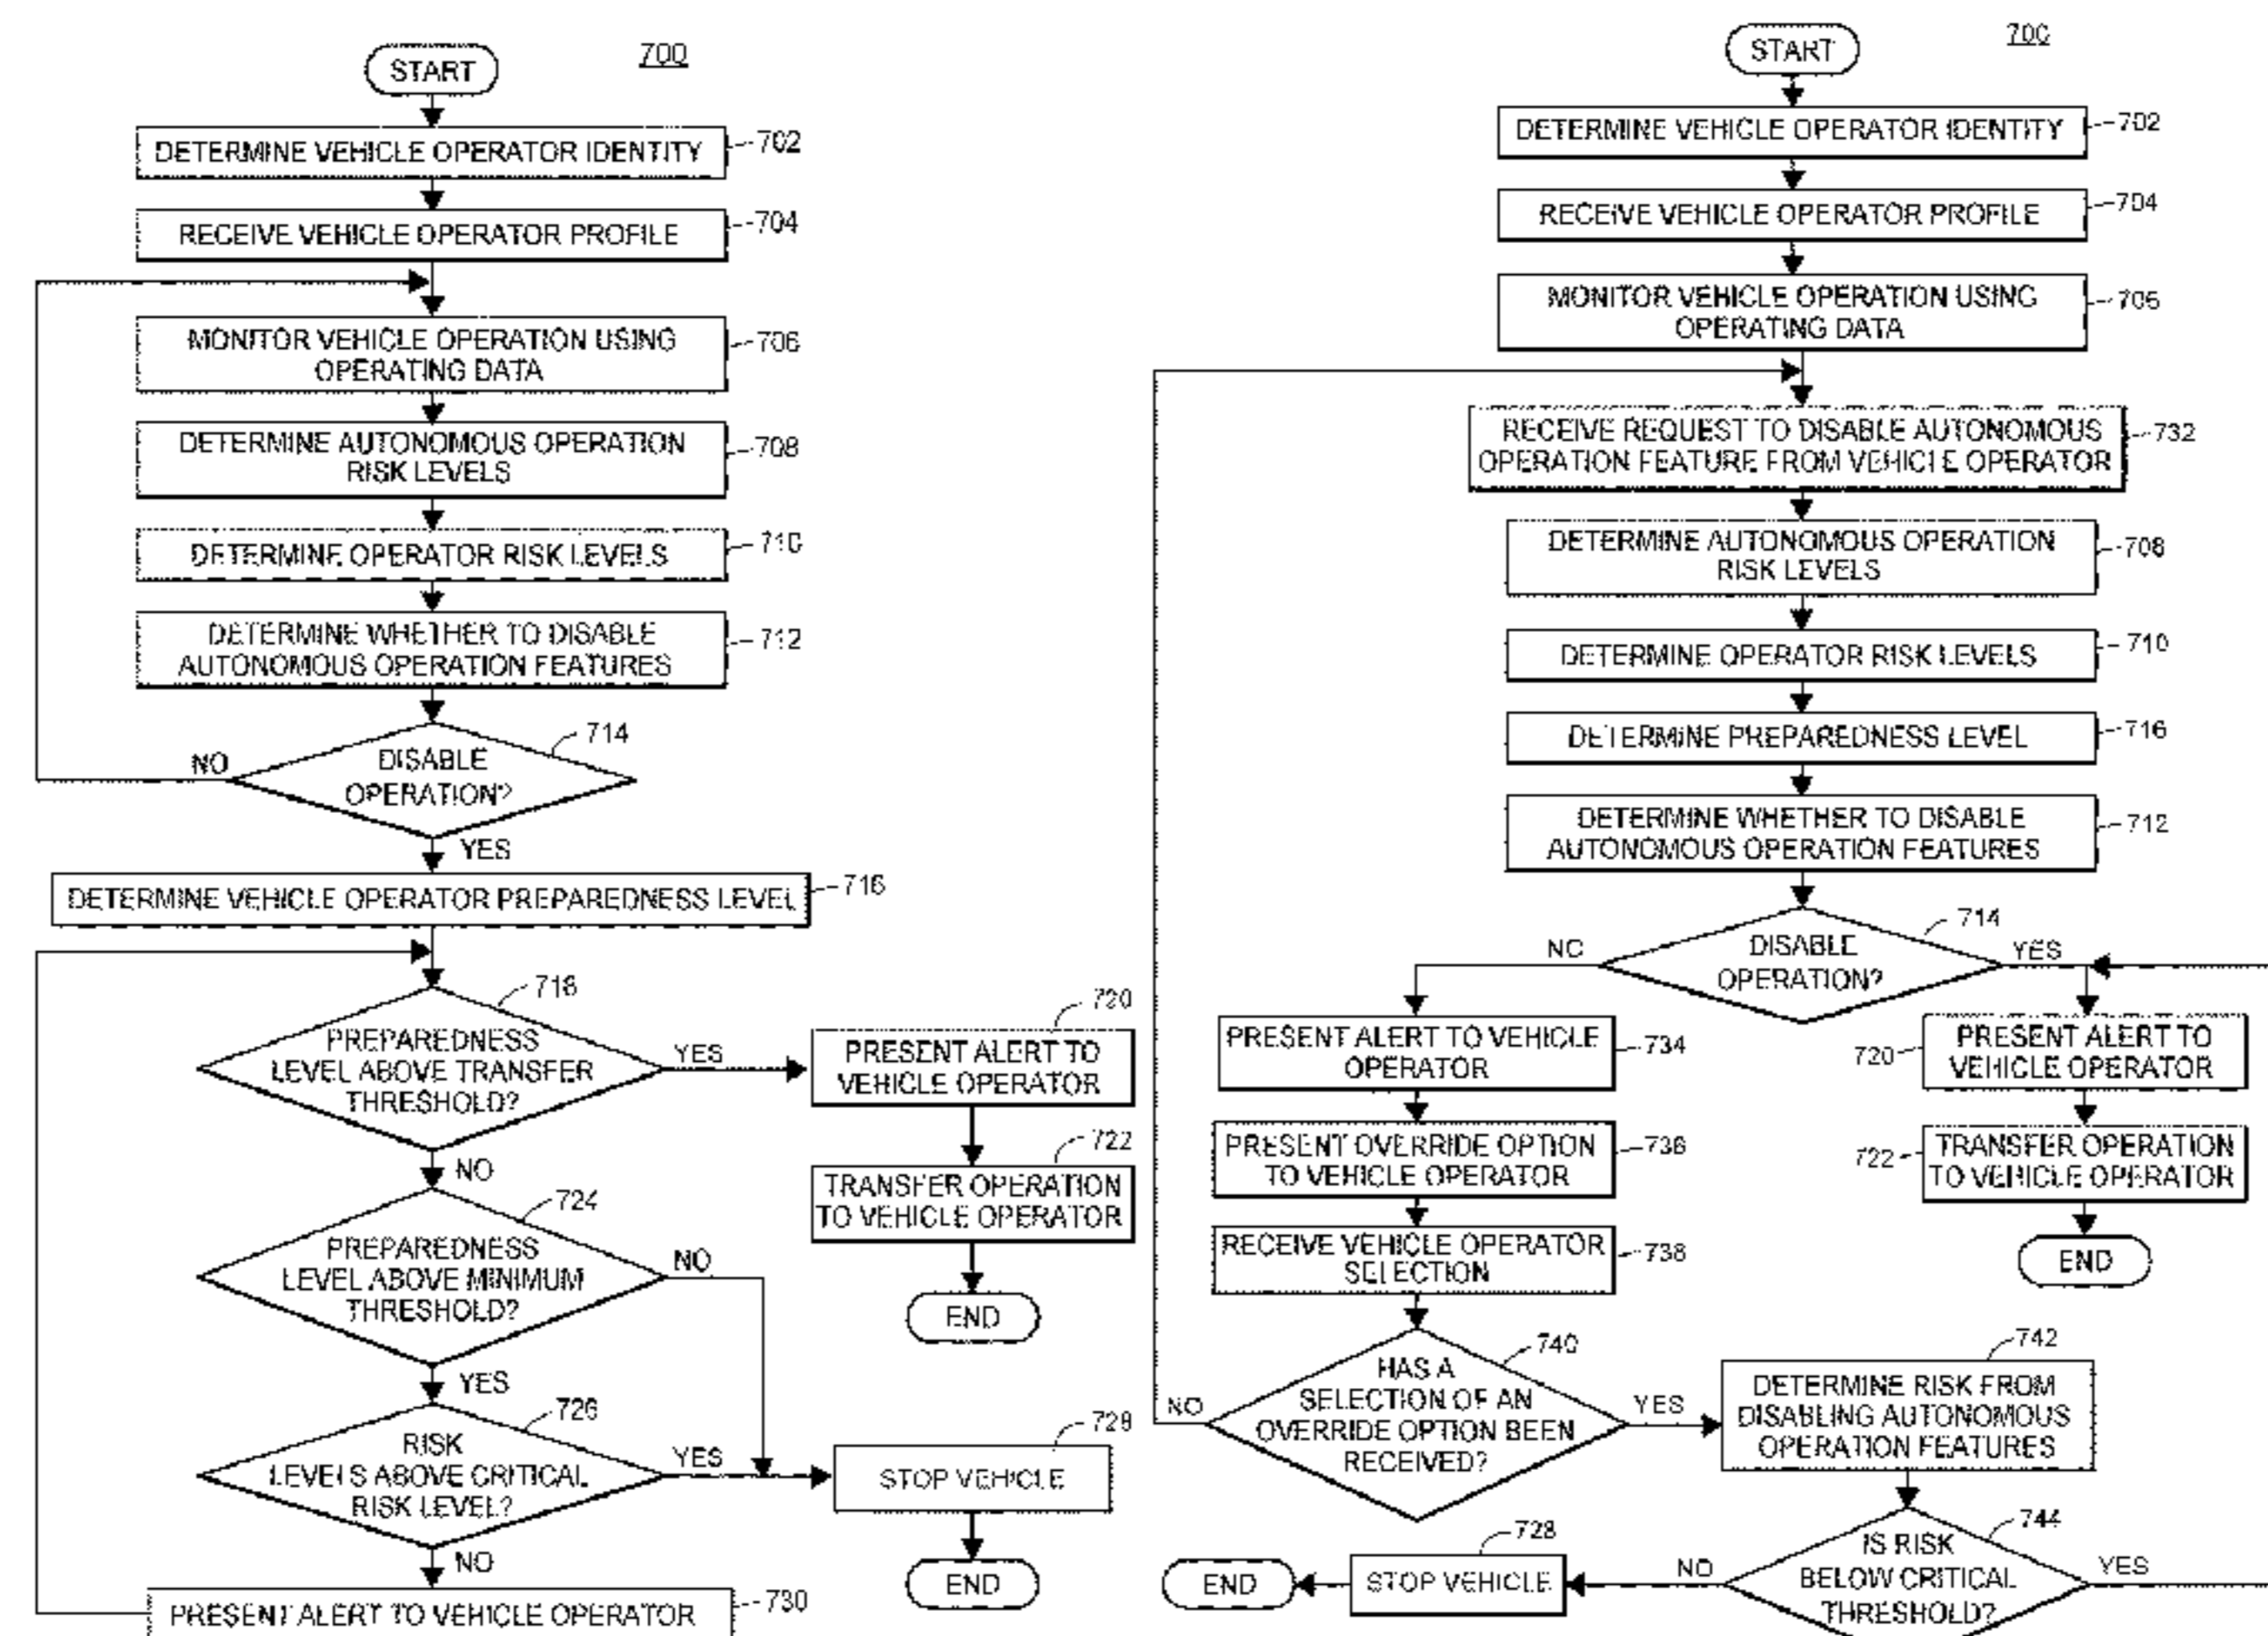 700
START
DETERMINE VEHICLE OPERATOR IDENTITY
702
RECEIVE VEHICLE OPERATOR PROFILE
704
MONITOR VEHICLE OPERATION USING
OPERATING DATA
706
DETERMINE AUTONOMOUS OPERATION
RISK LEVELS
708
DETERMINE OPERATOR RISK LEVELS
710
DETERMINE WHETHER TO DISABLE
AUTONOMOUS OPERATION FEATURES
712
DISABLE
OPERATION?
714
NO
YES
DETERMINE VEHICLE OPERATOR PREPAREDNESS LEVEL
716
PREPAREDNESS
LEVEL ABOVE TRANSFER
THRESHOLD?
718
YES
NO
PRESENT ALERT TO
VEHICLE OPERATOR
720
TRANSFER OPERATION
TO VEHICLE OPERATOR
722
END
PREPAREDNESS
LEVEL ABOVE MINIMUM
THRESHOLD?
724
NO
YES
RISK
LEVELS ABOVE CRITICAL
RISK LEVEL?
726
YES
NO
STOP VEHICLE
728
END
PRESENT ALERT TO VEHICLE OPERATOR
730
700
START
DETERMINE VEHICLE OPERATOR IDENTITY
702
RECEIVE VEHICLE OPERATOR PROFILE
704
MONITOR VEHICLE OPERATION USING
OPERATING DATA
706
RECEIVE REQUEST TO DISABLE AUTONOMOUS
OPERATION FEATURE FROM VEHICLE OPERATOR
732
DETERMINE AUTONOMOUS OPERATION
RISK LEVELS
708
DETERMINE OPERATOR RISK LEVELS
710
DETERMINE PREPAREDNESS LEVEL
716
DETERMINE WHETHER TO DISABLE
AUTONOMOUS OPERATION FEATURES
712
DISABLE
OPERATION?
714
NO
YES
PRESENT ALERT TO VEHICLE
OPERATOR
734
PRESENT OVERRIDE OPTION
TO VEHICLE OPERATOR
736
RECEIVE VEHICLE OPERATOR
SELECTION
738
PRESENT ALERT TO
VEHICLE OPERATOR
720
TRANSFER OPERATION
TO VEHICLE OPERATOR
722
END
HAS A
SELECTION OF AN
OVERRIDE OPTION BEEN
RECEIVED?
740
NO
YES
DETERMINE RISK FROM
DISABLING AUTONOMOUS
OPERATION FEATURES
742
IS RISK
BELOW CRITICAL
THRESHOLD?
744
NO
YES
STOP VEHICLE
728
END